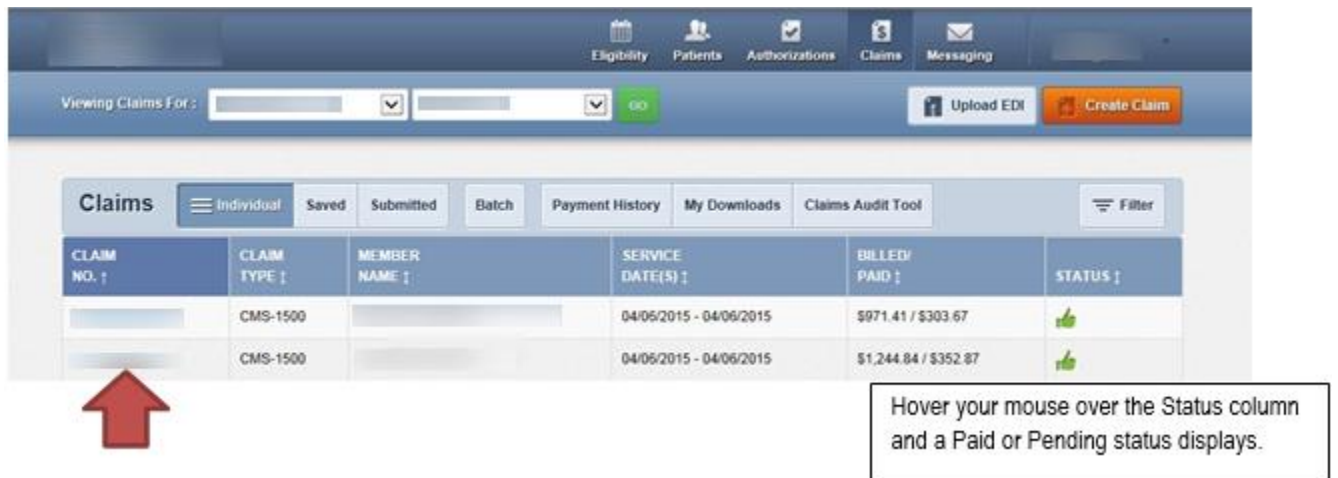 Eligibility Patients Authorizations Claims Messaging
Viewing Claims For : GO Upload EDI Create Claim
Claims Individual Saved Submitted Batch Payment History My Downloads Claims Audit Tool Filter
CLAIM NO. CLAIM TYPE MEMBER NAME SERVICE DATE(S) BILLED/ PAID STATUS
CMS-1500 04/06/2015 - 04/06/2015 $971.41 / $303.67
CMS-1500 04/06/2015 - 04/06/2015 $1,244.84 / $352.87
Hover your mouse over the Status column
and a Paid or Pending status displays.